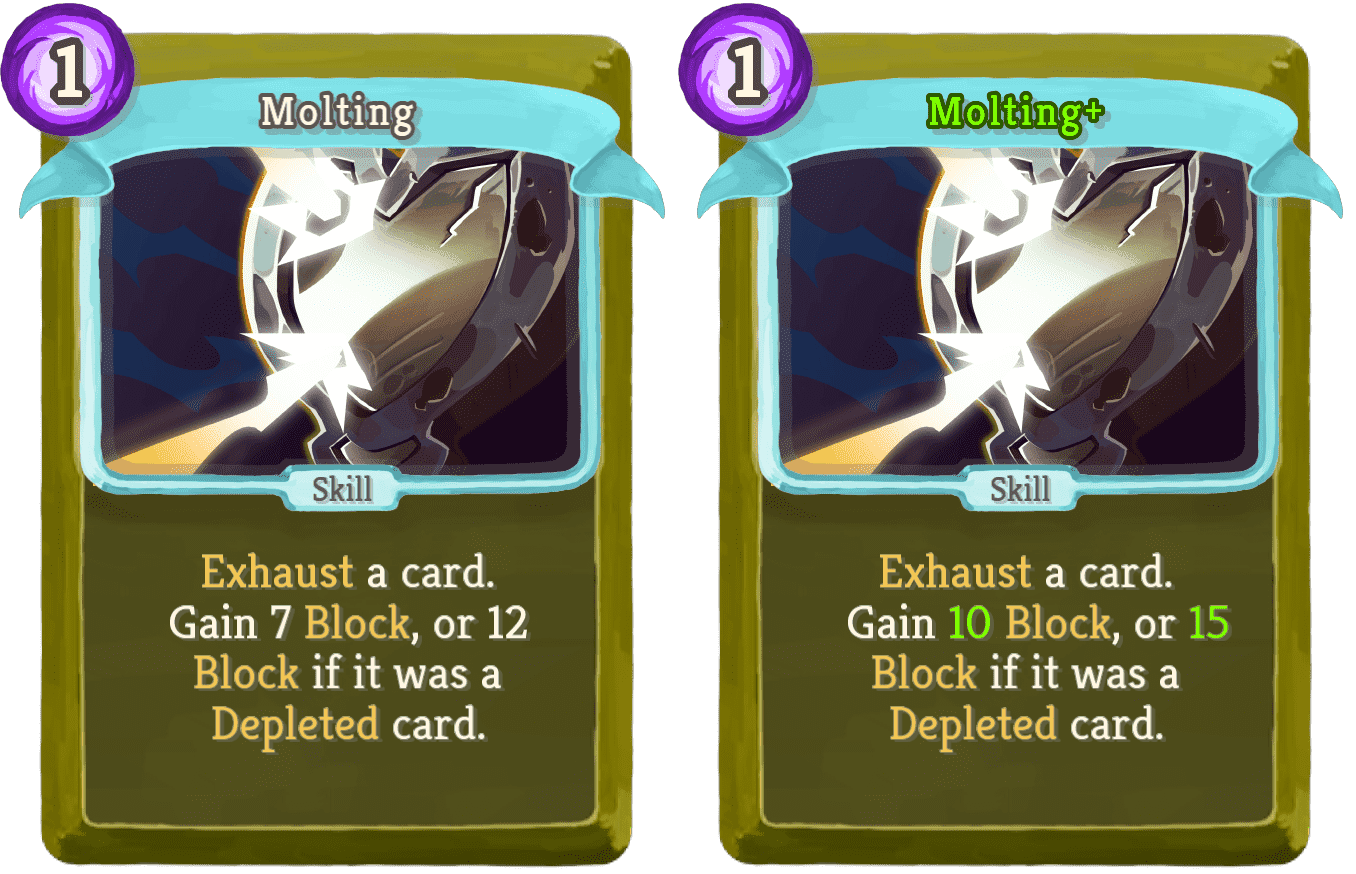 1
Molting
Skill
Exhaust a card.
Gain 7 Block, or 12
Block if it was a
Depleted card.
1
Molting+
Skill
Exhaust a card.
Gain 10 Block, or 15
Block if it was a
Depleted card.